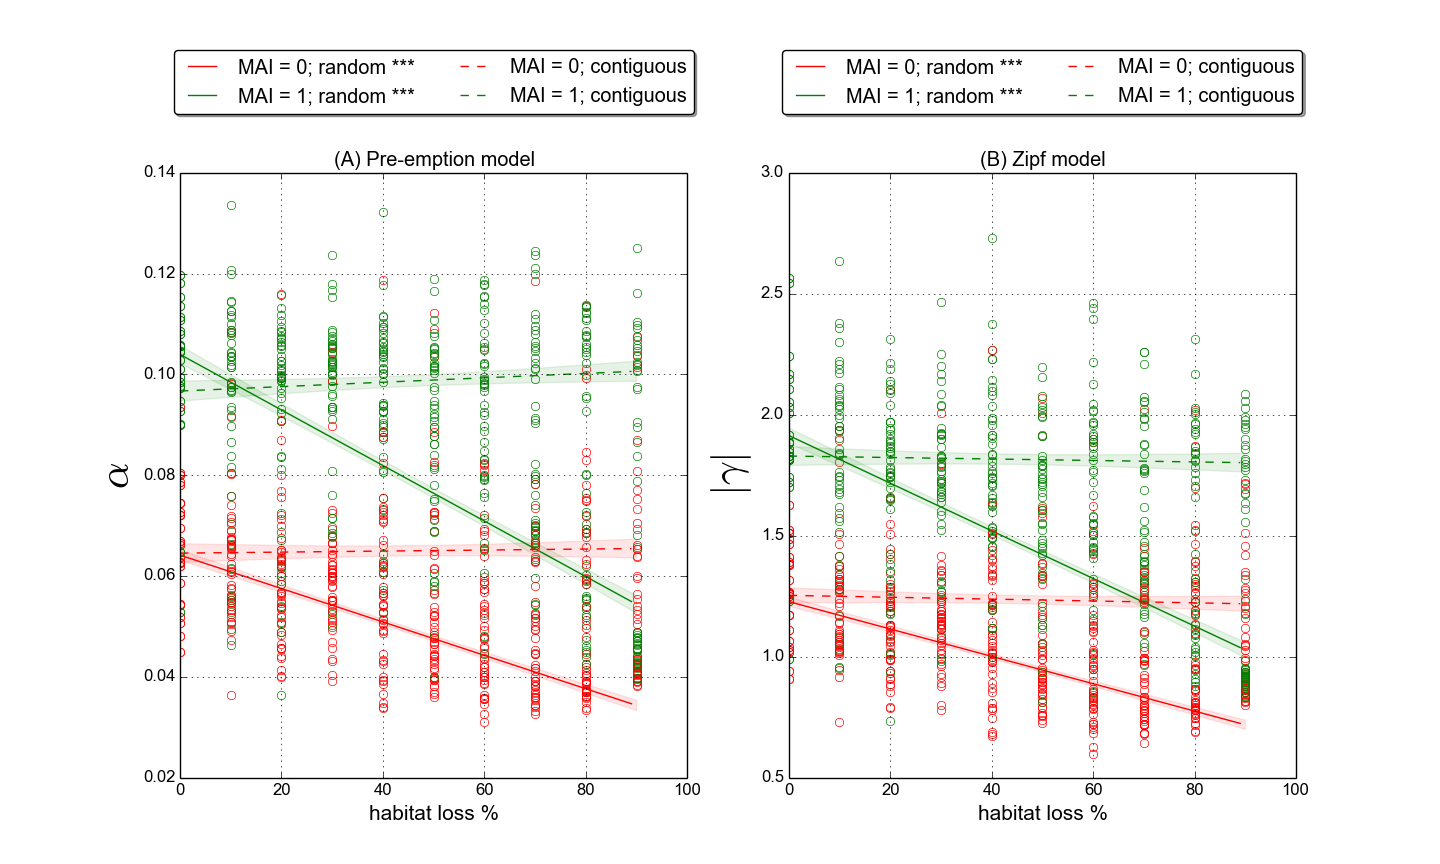 MAI = 0; random *** MAI = 0; contiguous
MAI = 1; random *** MAI = 1; contiguous
MAI = 0; random *** MAI = 0; contiguous
MAI = 1; random *** MAI = 1; contiguous
(A) Pre-emption model
0.14
0.12
0.10
0.08
0.06
0.04
0.02
α
0 20 40 60 80 100
habitat loss %
(B) Zipf model
3.0
2.5
2.0
1.5
1.0
0.5
|γ|
0 20 40 60 80 100
habitat loss %